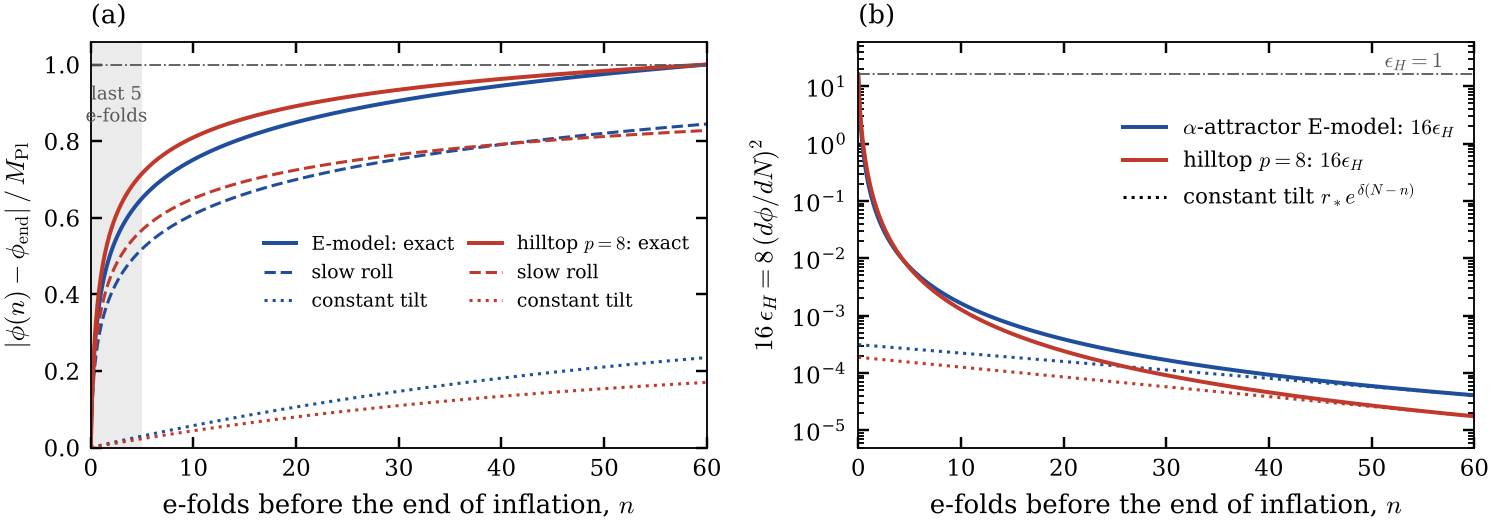 (a)
|ϕ(n) − ϕ_end| / M_Pl
1.0
0.8
0.6
0.4
0.2
0.0
last 5
e-folds
E-model: exact
slow roll
constant tilt
hilltop p = 8: exact
slow roll
constant tilt
0 10 20 30 40 50 60
e-folds before the end of inflation, n
(b)
16 ϵ_H = 8 (dϕ/dN)²
10¹
10⁰
10⁻¹
10⁻²
10⁻³
10⁻⁴
10⁻⁵
ϵ_H = 1
α-attractor E-model: 16ϵ_H
hilltop p = 8: 16ϵ_H
constant tilt r_* e^{δ(N−n)}
0 10 20 30 40 50 60
e-folds before the end of inflation, n